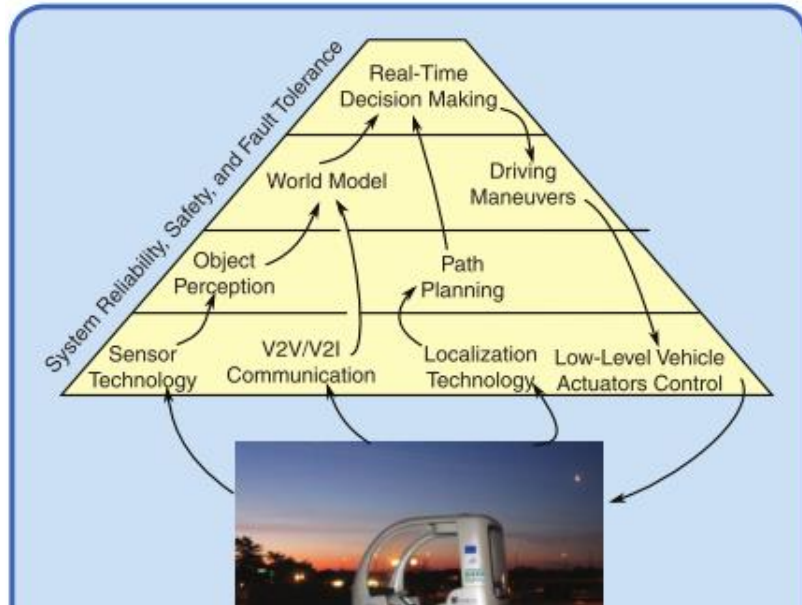 System Reliability, Safety, and Fault Tolerance
Real-Time
Decision Making
World Model
Driving
Maneuvers
Object
Perception
Path
Planning
Sensor
Technology
V2V/V2I
Communication
Localization
Technology
Low-Level Vehicle
Actuators Control